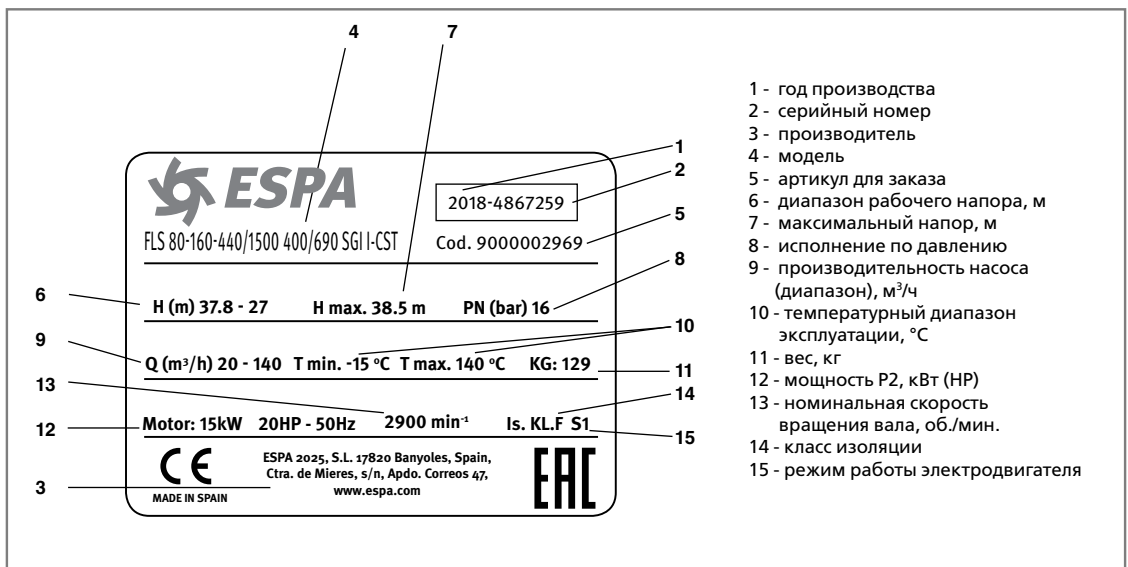 4
7
ESPA
1
2
2018-4867259
FLS 80-160-440/1500 400/690 SGI I-CST
Cod. 9000002969
5
8
6
H (m) 37.8 - 27 H max. 38.5 m PN (bar) 16
10
9
Q (m³/h) 20 - 140 T min. -15 ºC T max. 140 ºC KG: 129
11
13
14
12
Motor: 15kW 20HP - 50Hz 2900 min⁻¹ Is. KL.F S1
15
CE
MADE IN SPAIN
ESPA 2025, S.L. 17820 Banyoles, Spain,
Ctra. de Mieres, s/n, Apdo. Correos 47,
www.espa.com
EAC
3
1 - год производства
2 - серийный номер
3 - производитель
4 - модель
5 - артикул для заказа
6 - диапазон рабочего напора, м
7 - максимальный напор, м
8 - исполнение по давлению
9 - производительность насоса
(диапазон), м³/ч
10 - температурный диапазон
эксплуатации, °C
11 - вес, кг
12 - мощность P2, кВт (HP)
13 - номинальная скорость
вращения вала, об./мин.
14 - класс изоляции
15 - режим работы электродвигателя